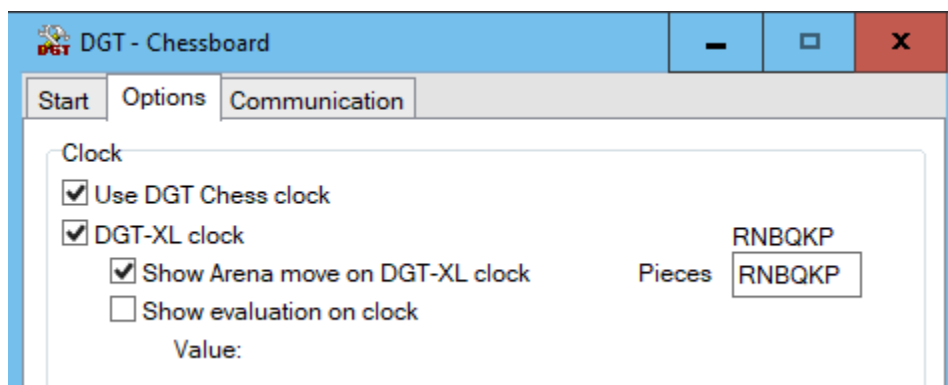 DGT DGT - Chessboard
Start Options Communication
Clock
Use DGT Chess clock
DGT-XL clock RNBQKP
Show Arena move on DGT-XL clock Pieces RNBQKP
Show evaluation on clock
Value: